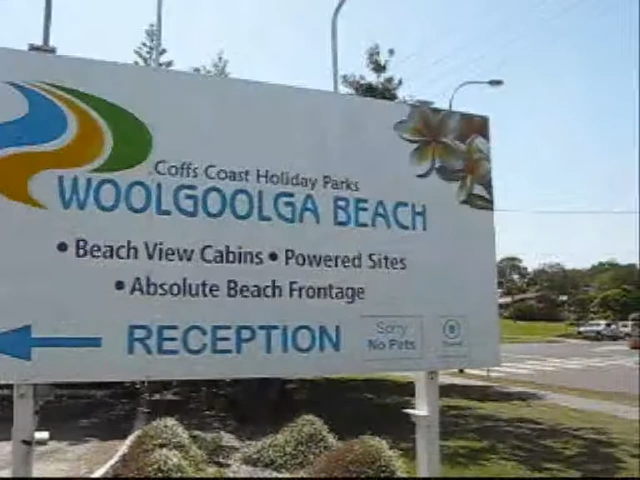 Coffs Coast Holiday Parks
WOOLGOOLGA BEACH
• Beach View Cabins • Powered Sites
• Absolute Beach Frontage
RECEPTION
Sorry
No Pets